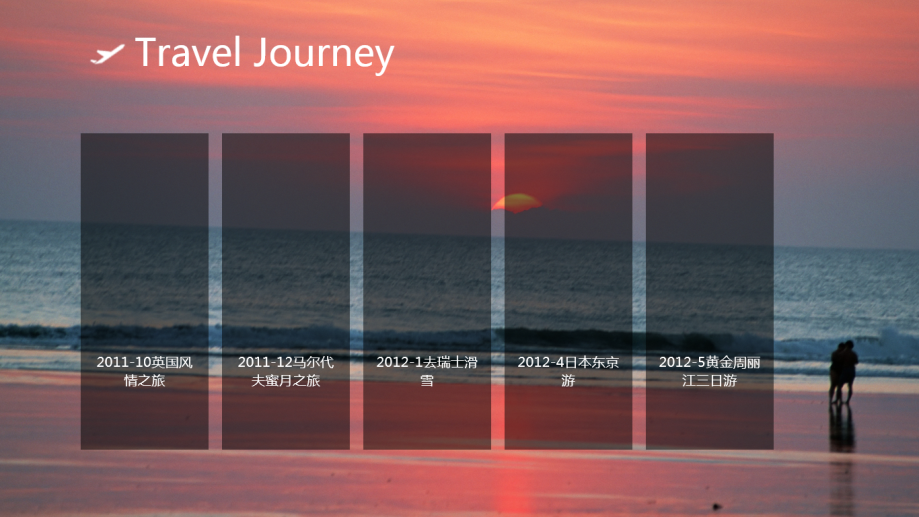 Travel Journey
2011-10英国风
情之旅
2011-12马尔代
夫蜜月之旅
2012-1去瑞士滑
雪
2012-4日本东京
游
2012-5黄金周丽
江三日游